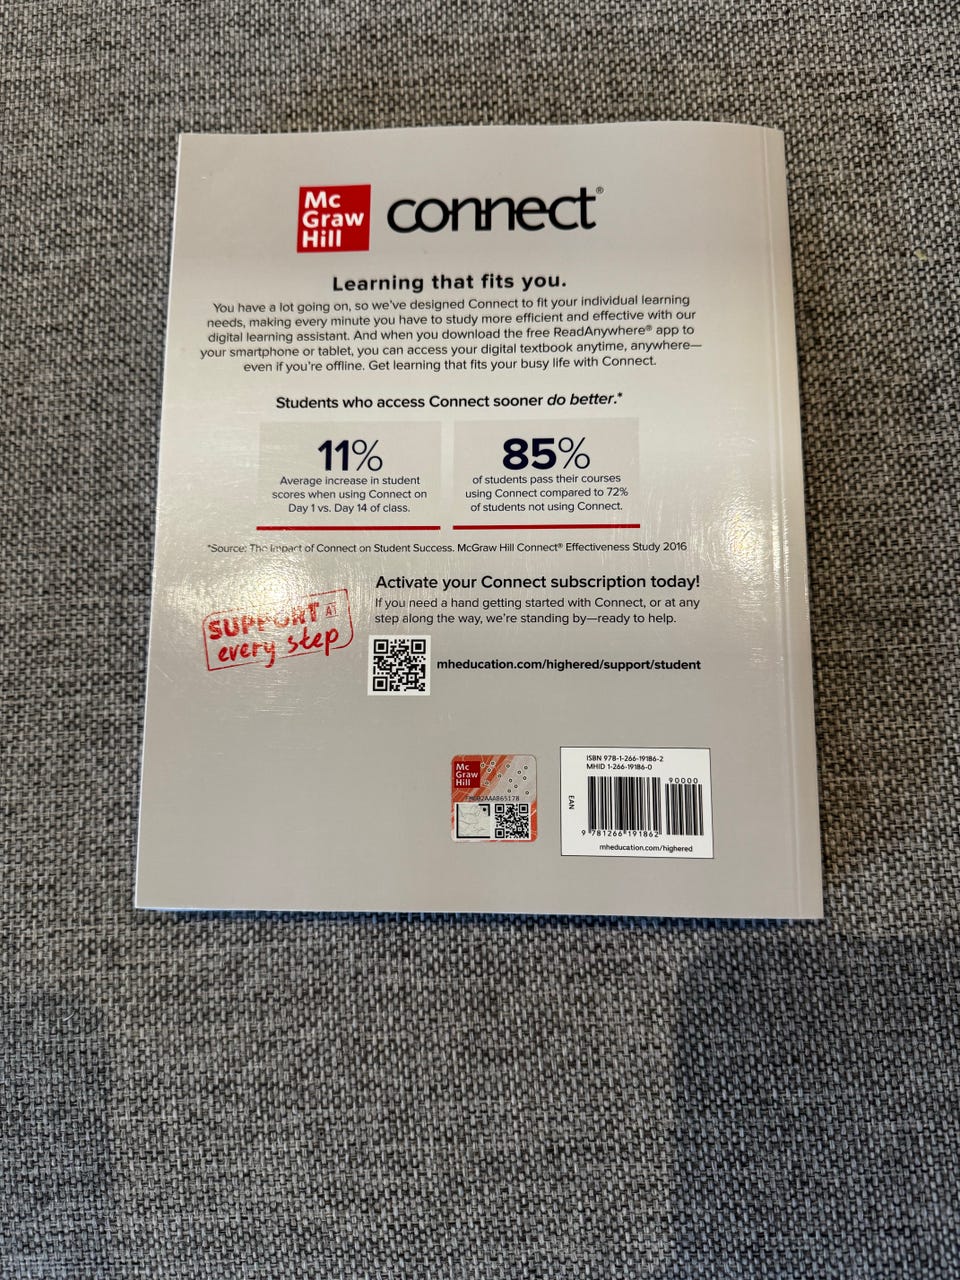 Mc
Graw
Hill
connect®
Learning that fits you.
You have a lot going on, so we've designed Connect to fit your individual learning
needs, making every minute you have to study more efficient and effective with our
digital learning assistant. And when you download the free ReadAnywhere® app to
your smartphone or tablet, you can access your digital textbook anytime, anywhere—
even if you're offline. Get learning that fits your busy life with Connect.
Students who access Connect sooner do better.*
11%
Average increase in student
scores when using Connect on
Day 1 vs. Day 14 of class.
85%
of students pass their courses
using Connect compared to 72%
of students not using Connect.
*Source: The Impact of Connect on Student Success. McGraw Hill Connect® Effectiveness Study 2016
Activate your Connect subscription today!
If you need a hand getting started with Connect, or at any
step along the way, we're standing by—ready to help.
SUPPORT AT
every step
mheducation.com/highered/support/student
Mc
Graw
Hill
ISBN 978-1-266-19186-2
MHID 1-266-19186-0
90000
EAN
9 781266 191862
mheducation.com/highered